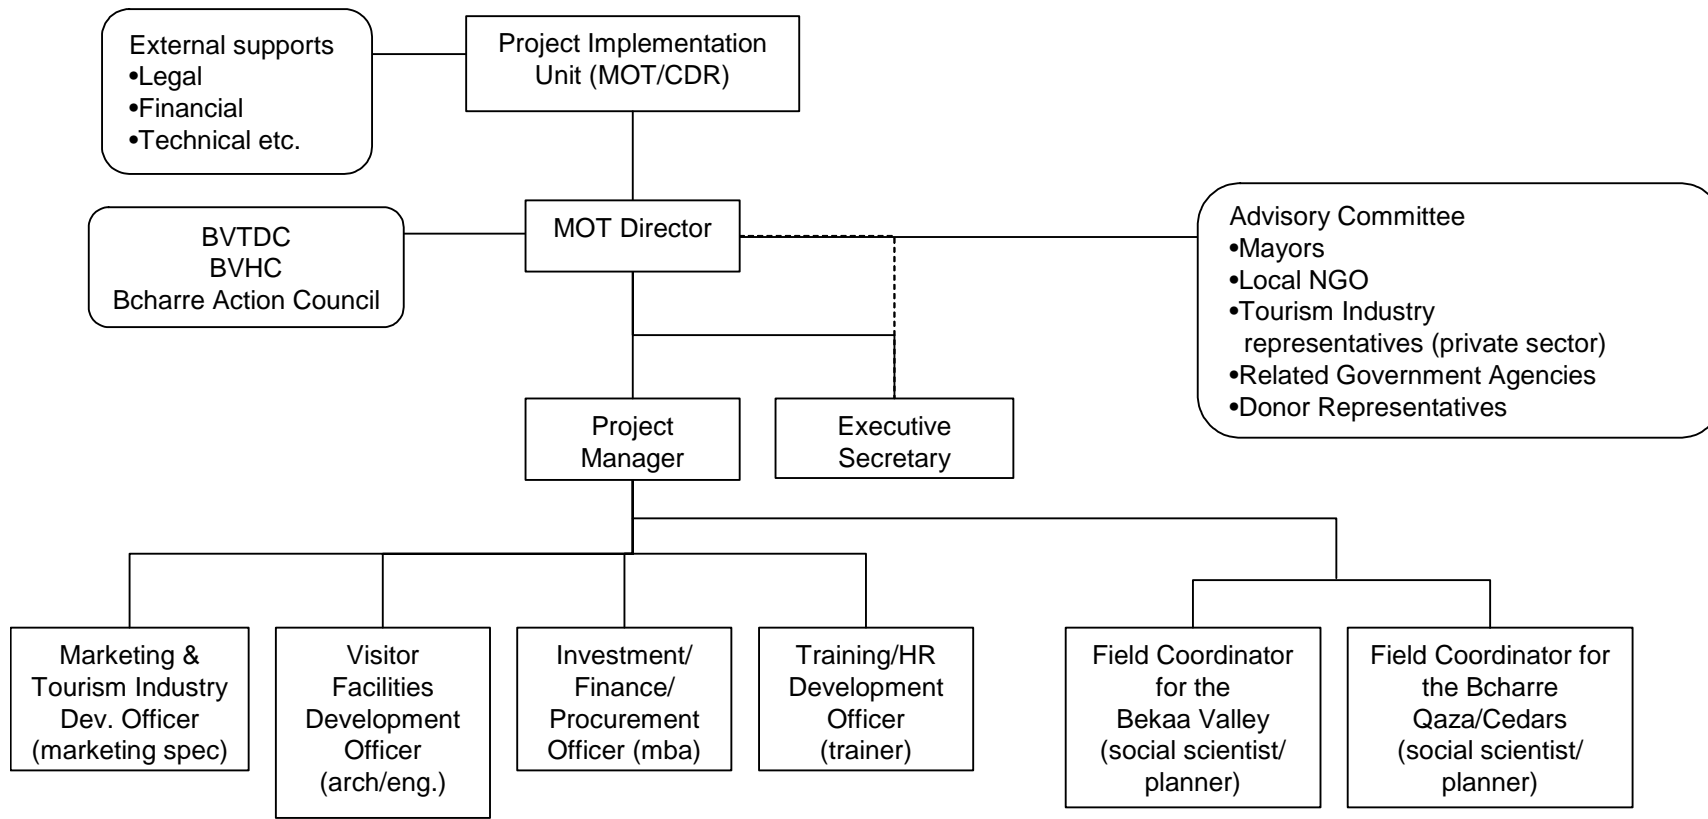 External supports
•Legal
•Financial
•Technical etc.
Project Implementation
Unit (MOT/CDR)
BVTDC
BVHC
Bcharre Action Council
MOT Director
Advisory Committee
•Mayors
•Local NGO
•Tourism Industry
representatives (private sector)
•Related Government Agencies
•Donor Representatives
Project
Manager
Executive
Secretary
Marketing &
Tourism Industry
Dev. Officer
(marketing spec)
Visitor
Facilities
Development
Officer
(arch/eng.)
Investment/
Finance/
Procurement
Officer (mba)
Training/HR
Development
Officer
(trainer)
Field Coordinator
for the
Bekaa Valley
(social scientist/
planner)
Field Coordinator for
the Bcharre
Qaza/Cedars
(social scientist/
planner)